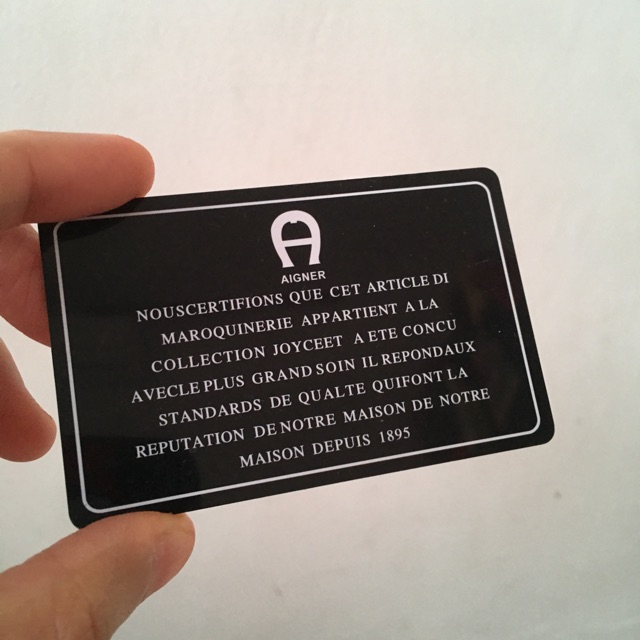 AIGNER
NOUSCERTIFIONS QUE CET ARTICLE DI
MAROQUINERIE APPARTIENT A LA
COLLECTION JOYCEET A ETE CONCU
AVECLE PLUS GRAND SOIN IL REPONDAUX
STANDARDS DE QUALTE QUIFONT LA
REPUTATION DE NOTRE MAISON DE NOTRE
MAISON DEPUIS 1895